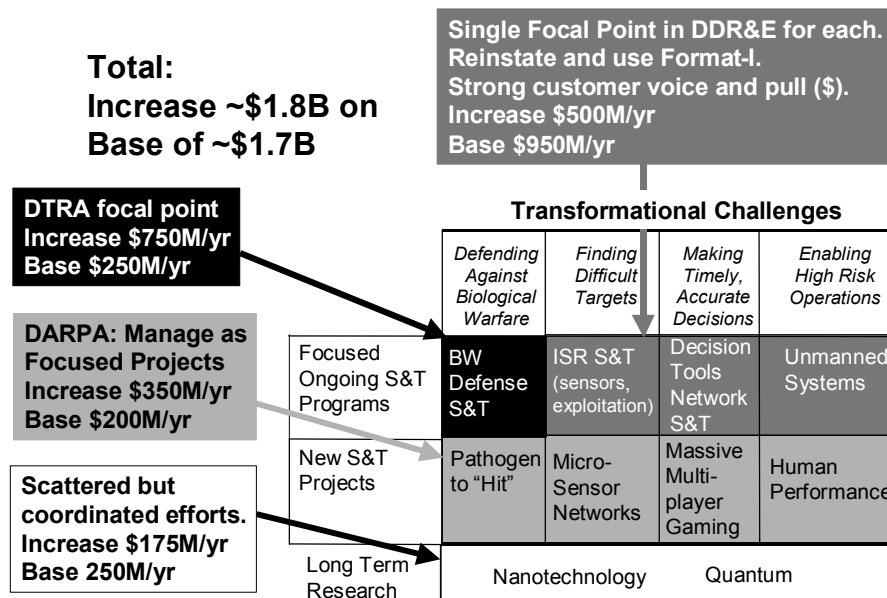 Total:
Increase ~$1.8B on
Base of ~$1.7B
Single Focal Point in DDR&E for each.
Reinstate and use Format-I.
Strong customer voice and pull ($).
Increase $500M/yr
Base $950M/yr
DTRA focal point
Increase $750M/yr
Base $250M/yr
DARPA: Manage as
Focused Projects
Increase $350M/yr
Base $200M/yr
Scattered but
coordinated efforts.
Increase $175M/yr
Base 250M/yr
Transformational Challenges
Defending
Against
Biological
Warfare
Finding
Difficult
Targets
Making
Timely,
Accurate
Decisions
Enabling
High Risk
Operations
Focused
Ongoing S&T
Programs
BW
Defense
S&T
ISR S&T
(sensors,
exploitation)
Decision
Tools
Network
S&T
Unmanned
Systems
New S&T
Projects
Pathogen
to “Hit”
Micro-
Sensor
Networks
Massive
Multi-
player
Gaming
Human
Performance
Long Term
Research
Nanotechnology
Quantum